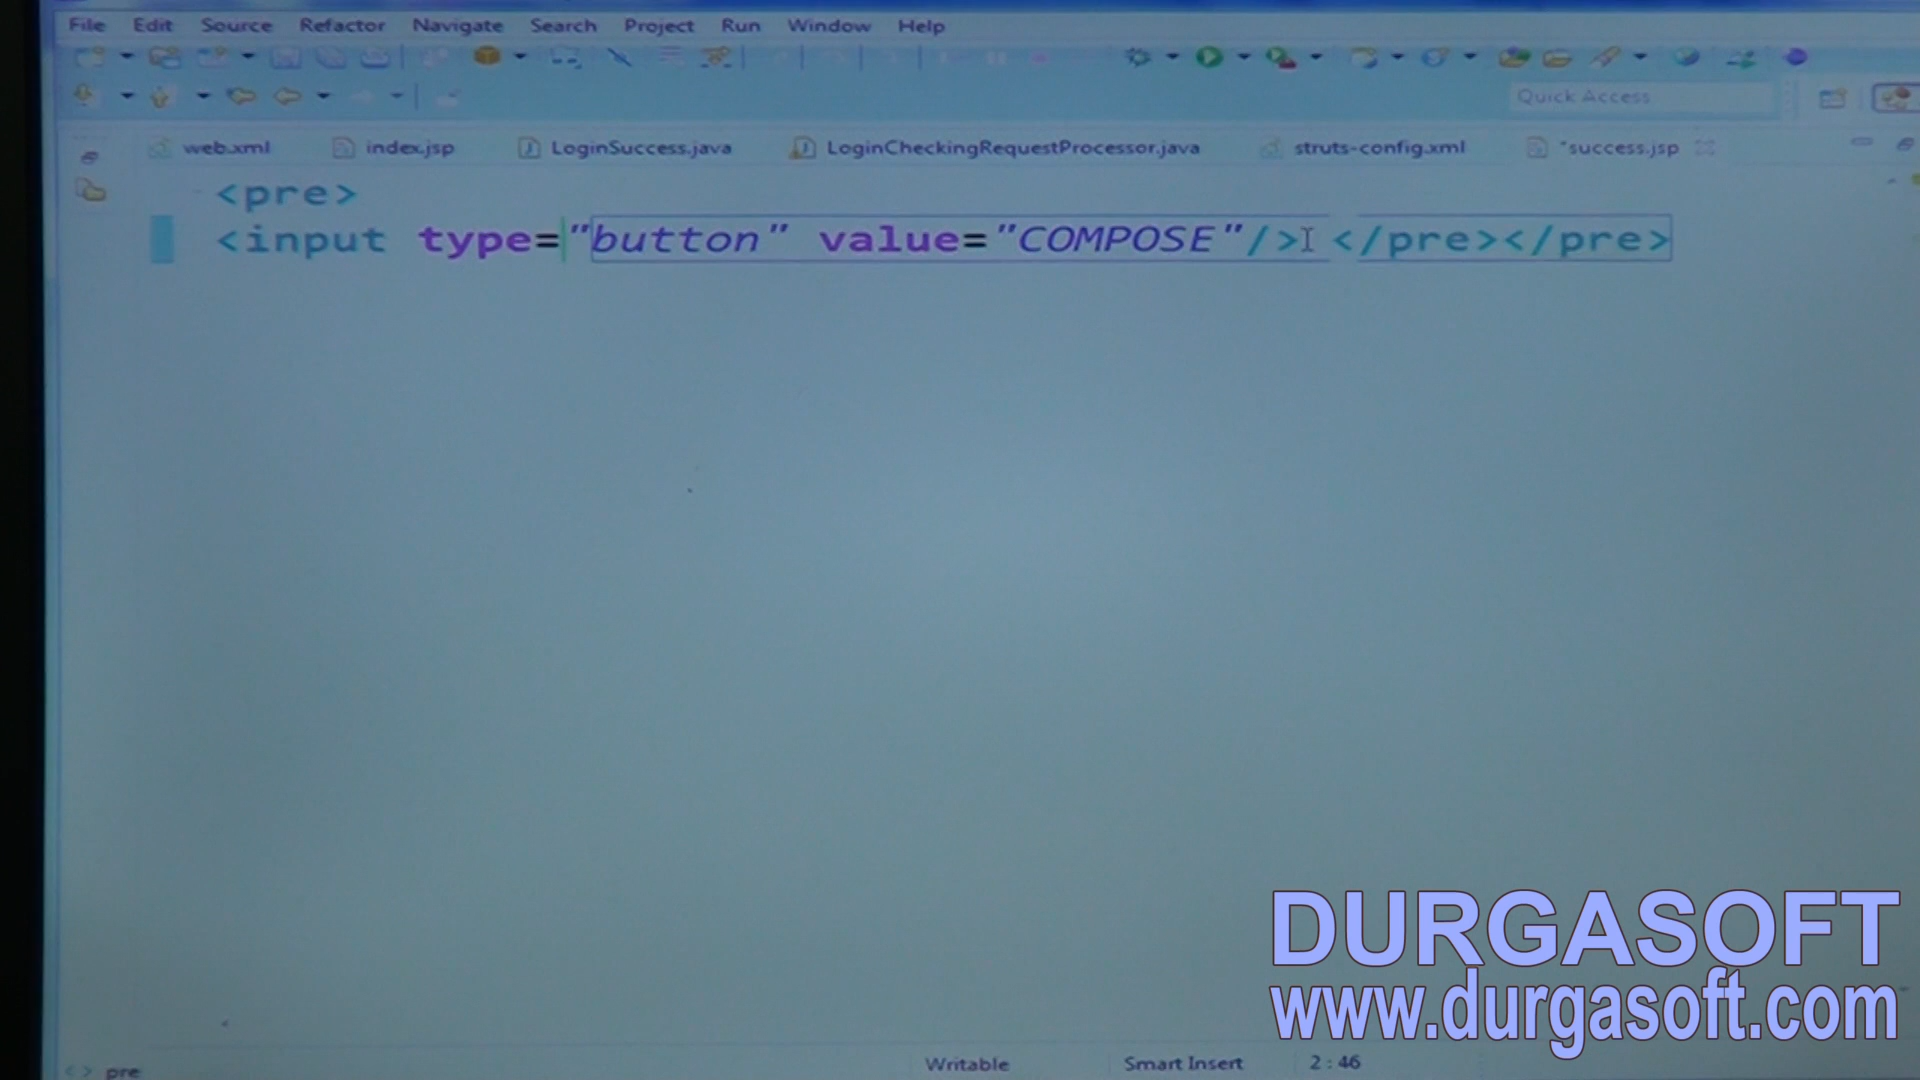 File Edit Source Refactor Navigate Search Project Run Window Help
Quick Access
web.xml index.jsp LoginSuccess.java LoginCheckingRequestProcessor.java struts-config.xml *success.jsp
<pre>
<input type="button" value="COMPOSE"/> </pre></pre>
DURGASOFT
www.durgasoft.com
<> pre Writable Smart Insert 2 : 46